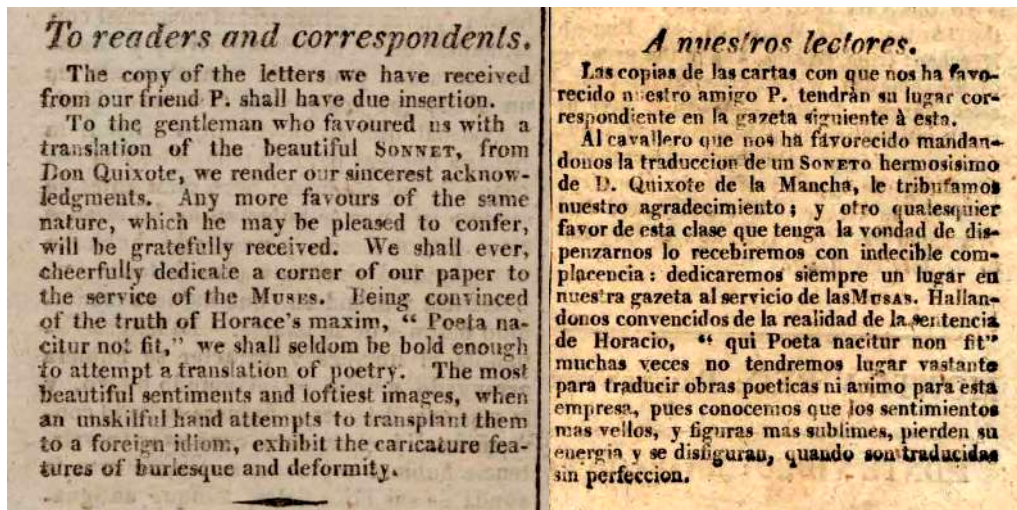 To readers and correspondents.
The copy of the letters we have received
from our friend P. shall have due insertion.
To the gentleman who favoured us with a
translation of the beautiful SONNET, from
Don Quixote, we render our sincerest acknow-
ledgments. Any more favours of the same
nature, which he may be pleased to confer,
will be gratefully received. We shall ever,
cheerfully dedicate a corner of our paper to
the service of the MUSES. Being convinced
of the truth of Horace's maxim, “ Poeta na-
citur not fit,” we shall seldom be bold enough
to attempt a translation of poetry. The most
beautiful sentiments and loftiest images, when
an unskilful hand attempts to transplant them
to a foreign idiom, exhibit the caricature fea-
tures of burlesque and deformity.
A nuestros lectores.
Las copias de las cartas con que nos ha favo-
recido nuestro amigo P. tendràn su lugar cor-
respondiente en la gazeta siguiente à esta.
Al cavallero que nos ha favorecido mandan-
donos la traduccion de un SONETO hermosisimo
de D. Quixote de la Mancha, le tributamos
nuestro agradecimiento; y otro qualesquier
favor de esta clase que tenga la vondad de dis-
penzarnos lo recibiremos con indecible com-
placencia: dedicaremos siempre un lugar en
nuestra gazeta al servicio de las MUSAS. Hallan-
donos convencidos de la realidad de la sentencia
de Horacio, “ qui Poeta nacitur non fit”
muchas veces no tendremos lugar vastante
para traducir obras poeticas ni animo para esta
empresa, pues conocemos que los sentimientos
mas vellos, y figuras mas sublimes, pierden su
energia y se disfiguran, quando son traducidas
sin perfeccion.